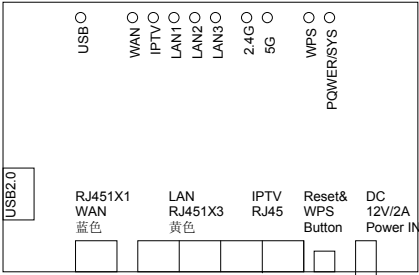 USB
WAN
IPTV
LAN1
LAN2
LAN3
2.4G
5G
WPS
PQWER/SYS
USB2.0
RJ451X1
WAN
蓝色
LAN
RJ451X3
黄色
IPTV
RJ45
Reset&
WPS
Button
DC
12V/2A
Power IN